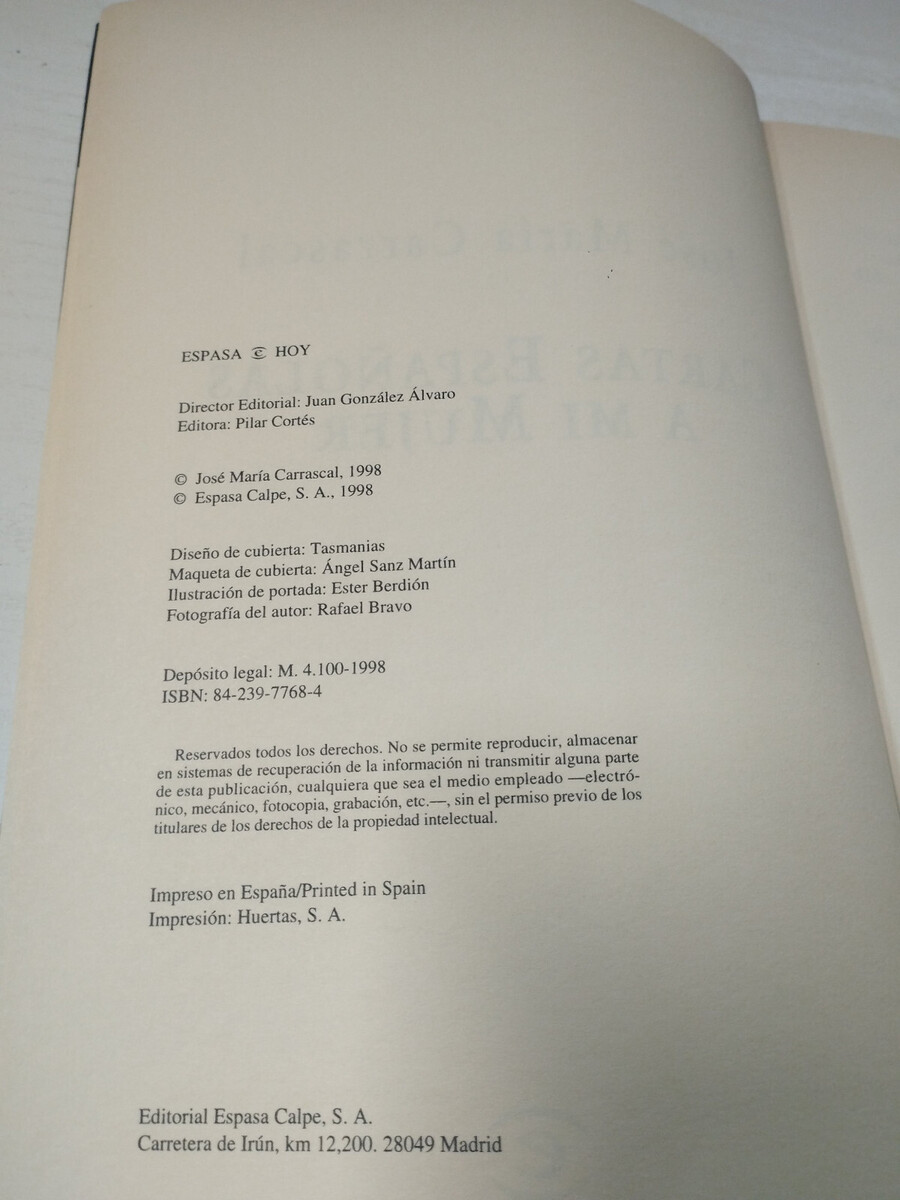 ESPASA HOY
Director Editorial: Juan González Álvaro
Editora: Pilar Cortés
© José María Carrascal, 1998
© Espasa Calpe, S. A., 1998
Diseño de cubierta: Tasmanias
Maqueta de cubierta: Ángel Sanz Martín
Ilustración de portada: Ester Berdión
Fotografía del autor: Rafael Bravo
Depósito legal: M. 4.100-1998
ISBN: 84-239-7768-4
Reservados todos los derechos. No se permite reproducir, almacenar
en sistemas de recuperación de la información ni transmitir alguna parte
de esta publicación, cualquiera que sea el medio empleado —electró-
nico, mecánico, fotocopia, grabación, etc.—, sin el permiso previo de los
titulares de los derechos de la propiedad intelectual.
Impreso en España/Printed in Spain
Impresión: Huertas, S. A.
Editorial Espasa Calpe, S. A.
Carretera de Irún, km 12,200. 28049 Madrid